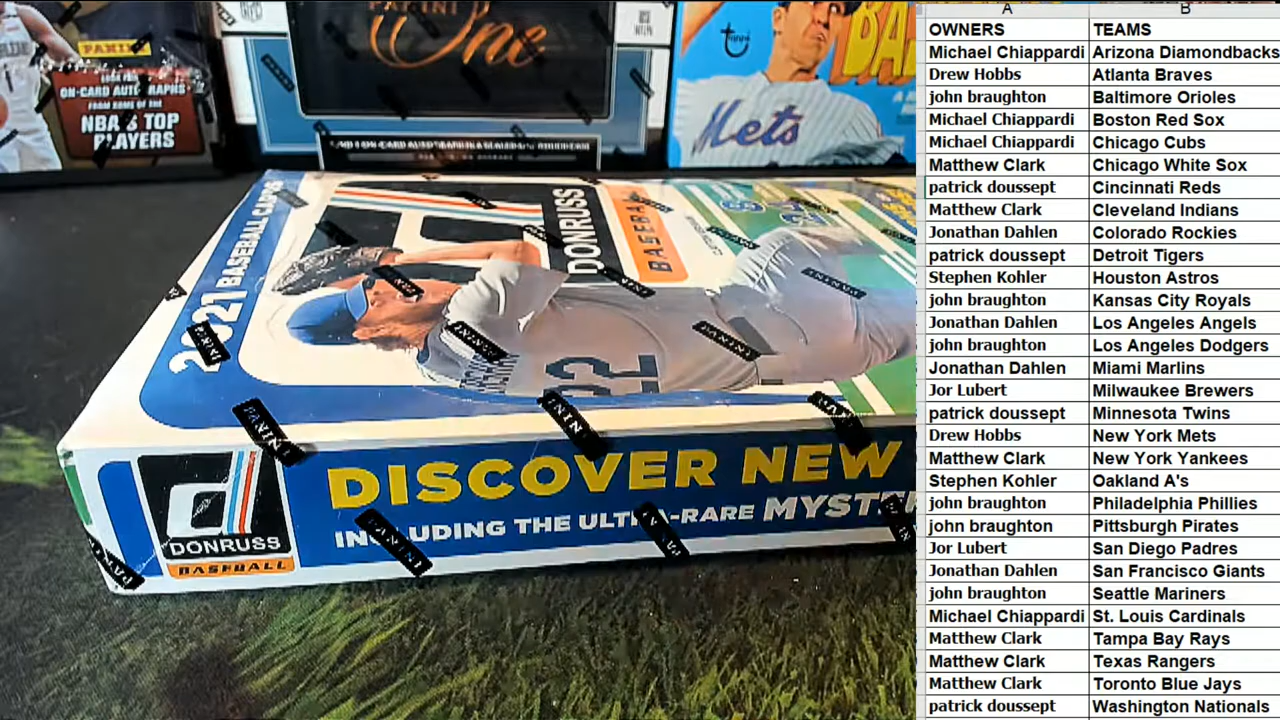 PANINI
ON-CARD AUTOGRAPHS
FROM SOME OF THE
NBA'S TOP
PLAYERS
PANINI
One
Mets
BA
2021 BASEBALL CARDS
DONRUSS
BASEBALL
22
DISCOVER NEW
INCLUDING THE ULTRA-RARE MYST
DONRUSS
BASEBALL
PANINI
PANINI
PANINI
PANINI
PANINI
A B
OWNERS TEAMS
Michael Chiappardi Arizona Diamondbacks
Drew Hobbs Atlanta Braves
john braughton Baltimore Orioles
Michael Chiappardi Boston Red Sox
Michael Chiappardi Chicago Cubs
Matthew Clark Chicago White Sox
patrick doussept Cincinnati Reds
Matthew Clark Cleveland Indians
Jonathan Dahlen Colorado Rockies
patrick doussept Detroit Tigers
Stephen Kohler Houston Astros
john braughton Kansas City Royals
Jonathan Dahlen Los Angeles Angels
john braughton Los Angeles Dodgers
Jonathan Dahlen Miami Marlins
Jor Lubert Milwaukee Brewers
patrick doussept Minnesota Twins
Drew Hobbs New York Mets
Matthew Clark New York Yankees
Stephen Kohler Oakland A's
john braughton Philadelphia Phillies
john braughton Pittsburgh Pirates
Jor Lubert San Diego Padres
Jonathan Dahlen San Francisco Giants
john braughton Seattle Mariners
Michael Chiappardi St. Louis Cardinals
Matthew Clark Tampa Bay Rays
Matthew Clark Texas Rangers
Matthew Clark Toronto Blue Jays
patrick doussept Washington Nationals